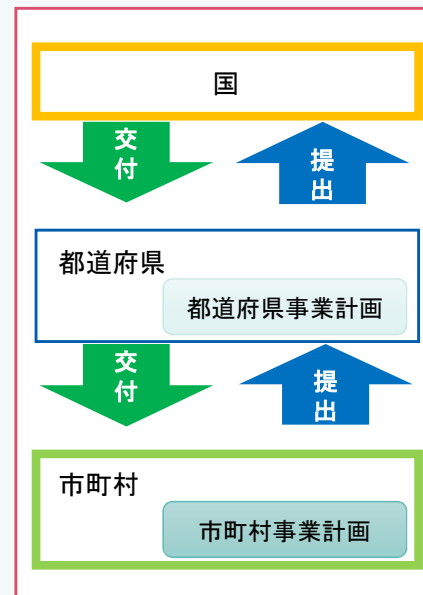 国
交付
提出
都道府県
都道府県事業計画
交付
提出
市町村
市町村事業計画